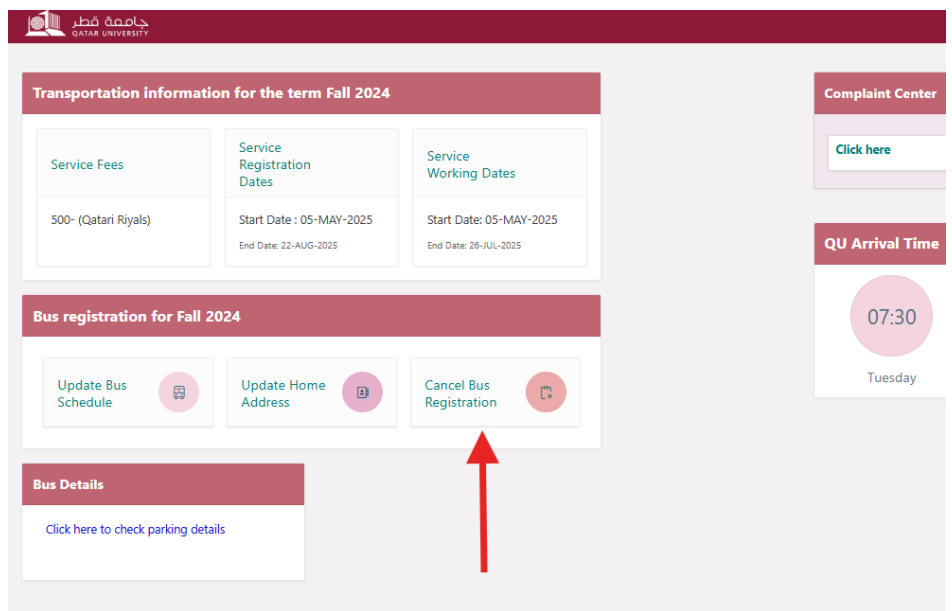 جامعة قطر
QATAR UNIVERSITY
Transportation information for the term Fall 2024
Service Fees
500- (Qatari Riyals)
Service
Registration
Dates
Start Date : 05-MAY-2025
End Date: 22-AUG-2025
Service
Working Dates
Start Date: 05-MAY-2025
End Date: 26-JUL-2025
Bus registration for Fall 2024
Update Bus
Schedule
Update Home
Address
Cancel Bus
Registration
Bus Details
Click here to check parking details
Complaint Center
Click here
QU Arrival Time
07:30
Tuesday